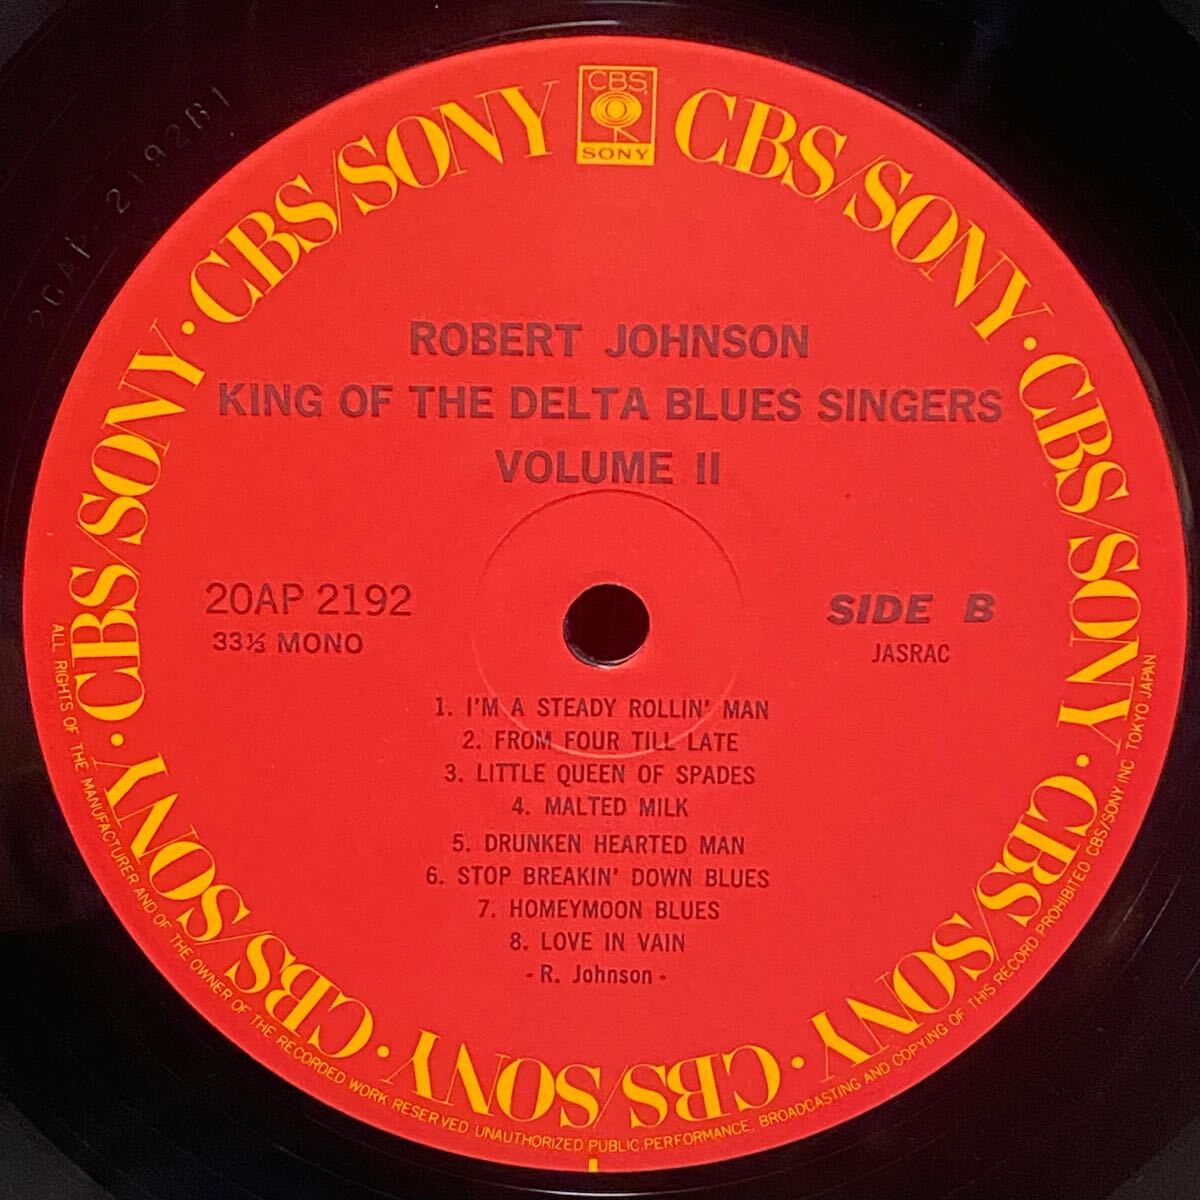 CBS
SONY
CBS/SONY · CBS/SONY · CBS/SONY · CBS/SONY · CBS/SONY · CBS/SONY · CBS/SONY · CBS/SONY
20AP-2192B1
ROBERT JOHNSON
KING OF THE DELTA BLUES SINGERS
VOLUME II
20AP 2192
33⅓ MONO
SIDE B
JASRAC
1. I'M A STEADY ROLLIN' MAN
2. FROM FOUR TILL LATE
3. LITTLE QUEEN OF SPADES
4. MALTED MILK
5. DRUNKEN HEARTED MAN
6. STOP BREAKIN' DOWN BLUES
7. HOMEYMOON BLUES
8. LOVE IN VAIN
- R. Johnson -
ALL RIGHTS OF THE MANUFACTURER AND OF THE OWNER OF THE RECORDED WORK RESERVED. UNAUTHORIZED PUBLIC PERFORMANCE, BROADCASTING AND COPYING OF THIS RECORD PROHIBITED CBS/SONY INC TOKYO JAPAN